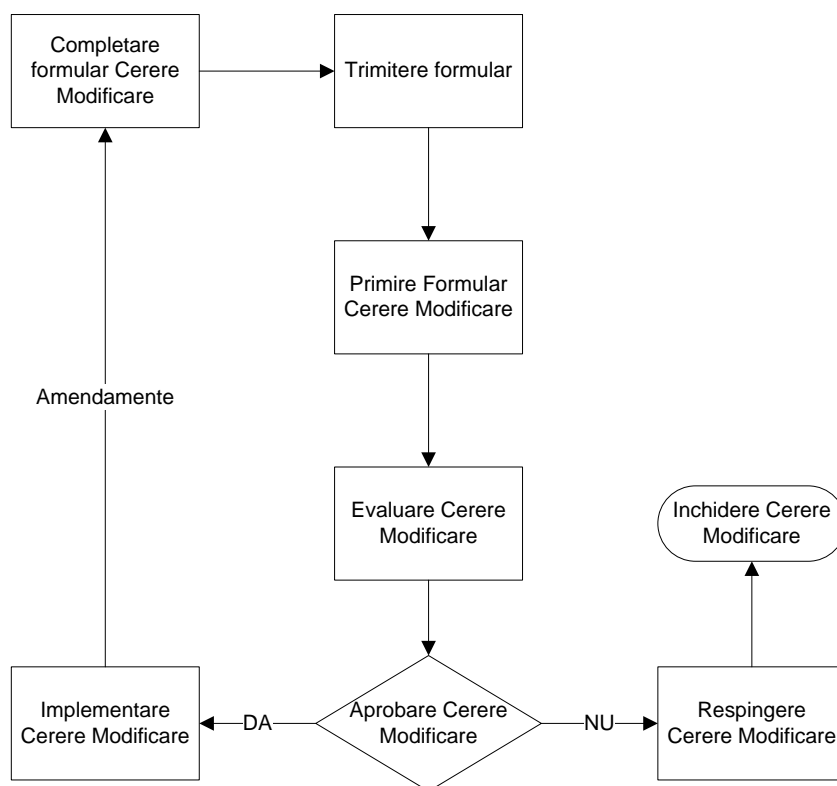 Completare
formular Cerere
Modificare
Trimitere formular
Primire Formular
Cerere Modificare
Amendamente
Evaluare Cerere
Modificare
Inchidere Cerere
Modificare
Implementare
Cerere Modificare
DA
Aprobare Cerere
Modificare
NU
Respingere
Cerere Modificare